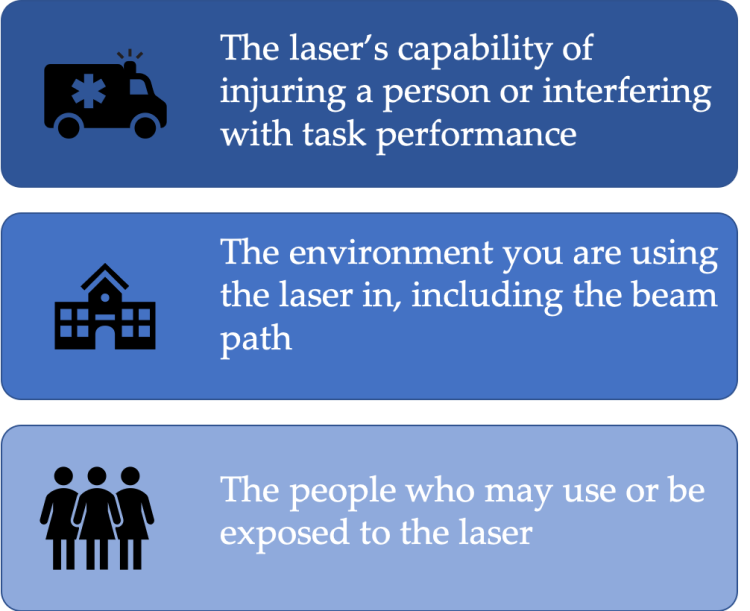 The laser’s capability of
injuring a person or interfering
with task performance
The environment you are using
the laser in, including the beam
path
The people who may use or be
exposed to the laser